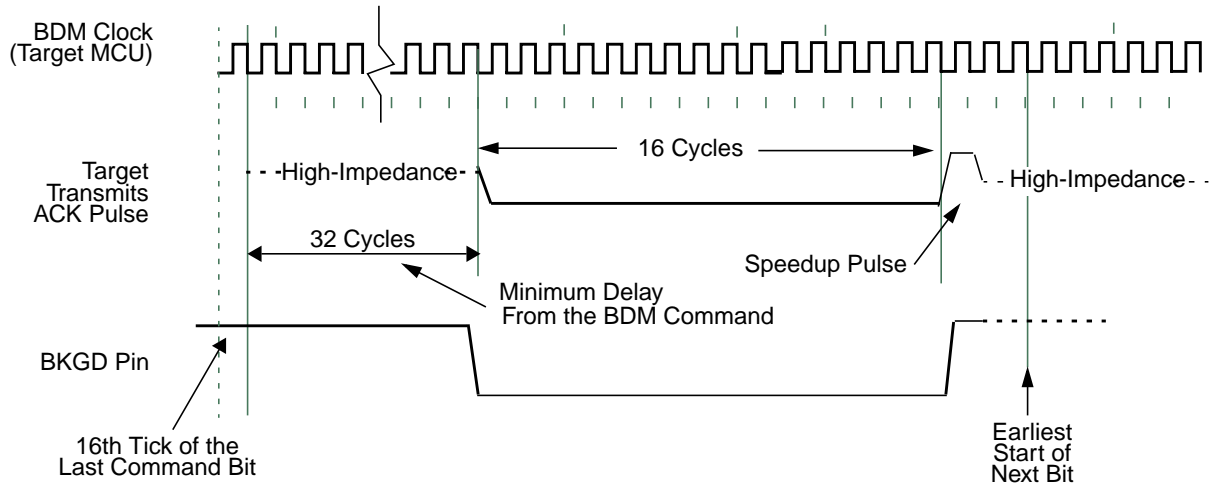 BDM Clock
(Target MCU)
16 Cycles
Target
Transmits
ACK Pulse
High-Impedance
High-Impedance
32 Cycles
Speedup Pulse
Minimum Delay
From the BDM Command
BKGD Pin
16th Tick of the
Last Command Bit
Earliest
Start of
Next Bit